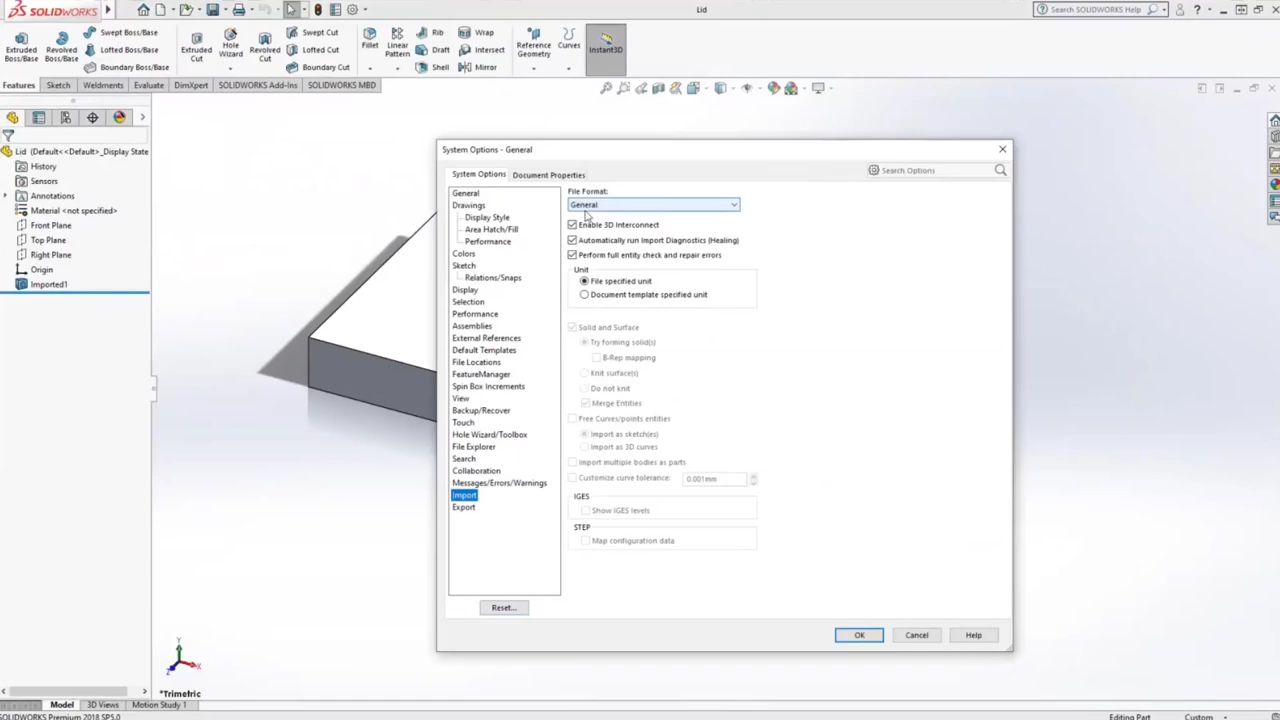 SOLIDWORKS
Lid
Search SOLIDWORKS Help
Extruded Boss/Base
Revolved Boss/Base
Swept Boss/Base
Lofted Boss/Base
Boundary Boss/Base
Extruded Cut
Hole Wizard
Revolved Cut
Swept Cut
Lofted Cut
Boundary Cut
Fillet
Linear Pattern
Rib
Draft
Shell
Wrap
Intersect
Mirror
Reference Geometry
Curves
Instant3D
Features Sketch Weldments Evaluate DimXpert SOLIDWORKS Add-Ins SOLIDWORKS MBD
Lid (Default<<Default>_Display State
History
Sensors
Annotations
Material <not specified>
Front Plane
Top Plane
Right Plane
Origin
Imported1
System Options - General
System Options Document Properties
Search Options
General
Drawings
Display Style
Area Hatch/Fill
Performance
Colors
Sketch
Relations/Snaps
Display
Selection
Performance
Assemblies
External References
Default Templates
File Locations
FeatureManager
Spin Box Increments
View
Backup/Recover
Touch
Hole Wizard/Toolbox
File Explorer
Search
Collaboration
Messages/Errors/Warnings
Import
Export
Reset...
File Format:
General
Enable 3D Interconnect
Automatically run Import Diagnostics (Healing)
Perform full entity check and repair errors
Unit
File specified unit
Document template specified unit
Solid and Surface
Try forming solid(s)
B-Rep mapping
Knit surface(s)
Do not knit
Merge Entities
Free Curves/points entities
Import as sketch(es)
Import as 3D curves
Import multiple bodies as parts
Customize curve tolerance: 0.001mm
IGES
Show IGES levels
STEP
Map configuration data
OK Cancel Help
Y
X
Z
*Trimetric
Model 3D Views Motion Study 1
SOLIDWORKS Premium 2018 SP5.0
Editing Part
Custom